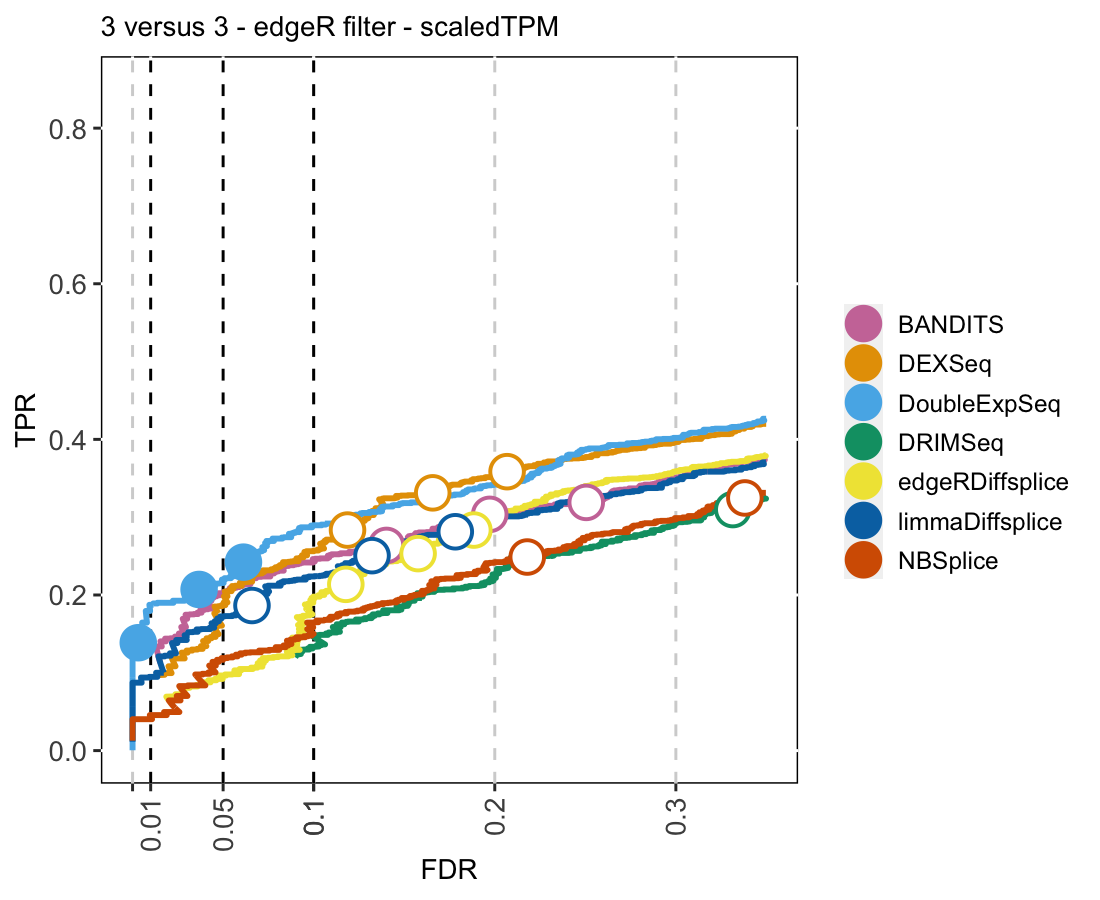 3 versus 3 - edgeR filter - scaledTPM
TPR
0.8
0.6
0.4
0.2
0.0
0.01
0.05
0.1
0.2
0.3
FDR
BANDITS
DEXSeq
DoubleExpSeq
DRIMSeq
edgeRDiffsplice
limmaDiffsplice
NBSplice